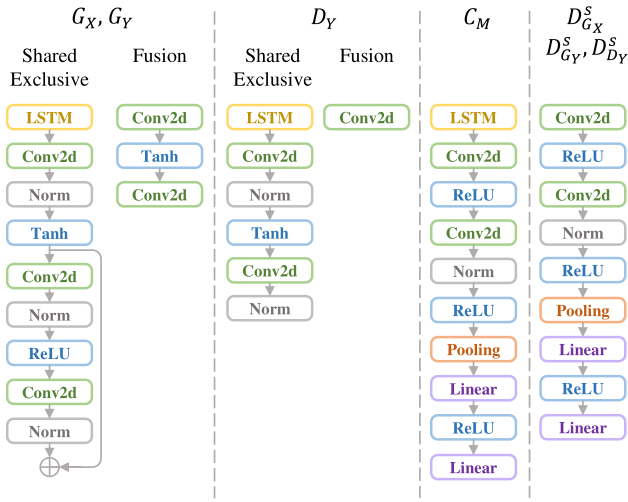 G_X, G_Y
Shared
Exclusive
Fusion
LSTM
Conv2d
Norm
Tanh
Conv2d
Norm
ReLU
Conv2d
Norm
Conv2d
Tanh
Conv2d
D_Y
Shared
Exclusive
Fusion
LSTM
Conv2d
Norm
Tanh
Conv2d
Norm
Conv2d
C_M
LSTM
Conv2d
ReLU
Conv2d
Norm
ReLU
Pooling
Linear
ReLU
Linear
D^s_{G_X}
D^s_{G_Y}, D^s_{D_Y}
Conv2d
ReLU
Conv2d
Norm
ReLU
Pooling
Linear
ReLU
Linear